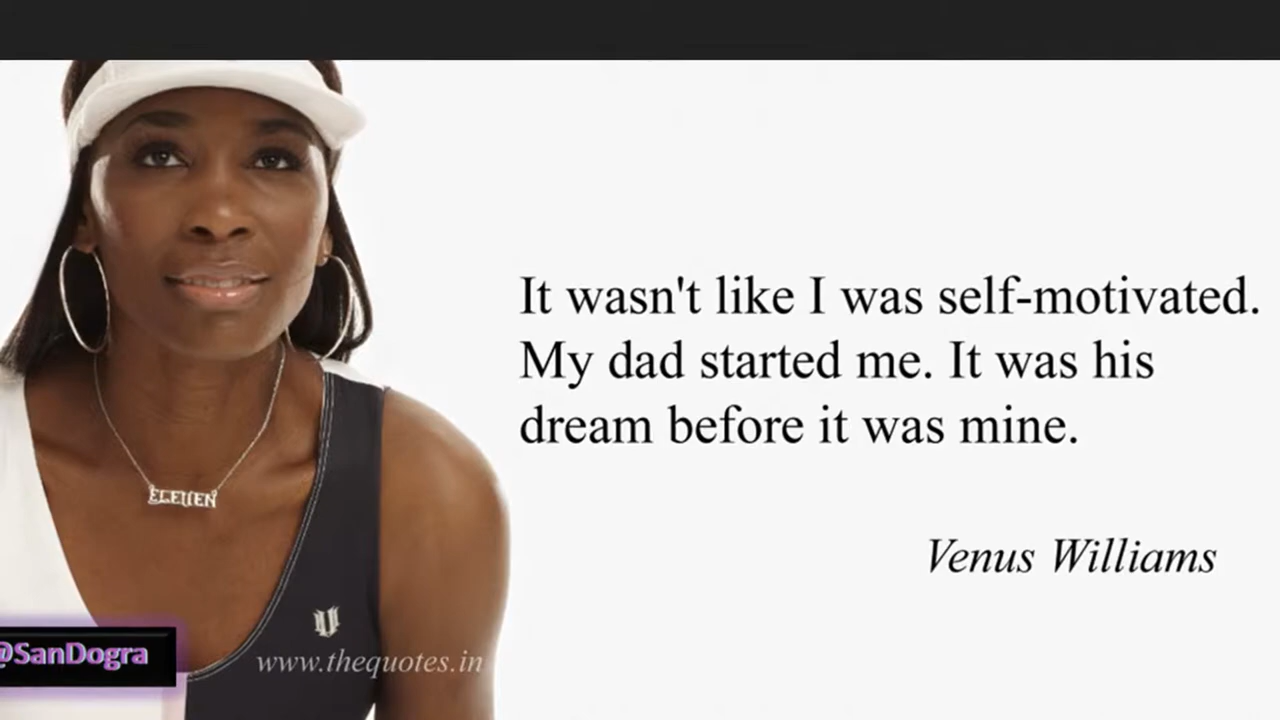 It wasn't like I was self-motivated.
My dad started me. It was his
dream before it was mine.
Venus Williams
ELEVEN
@SanDogra
www.thequotes.in